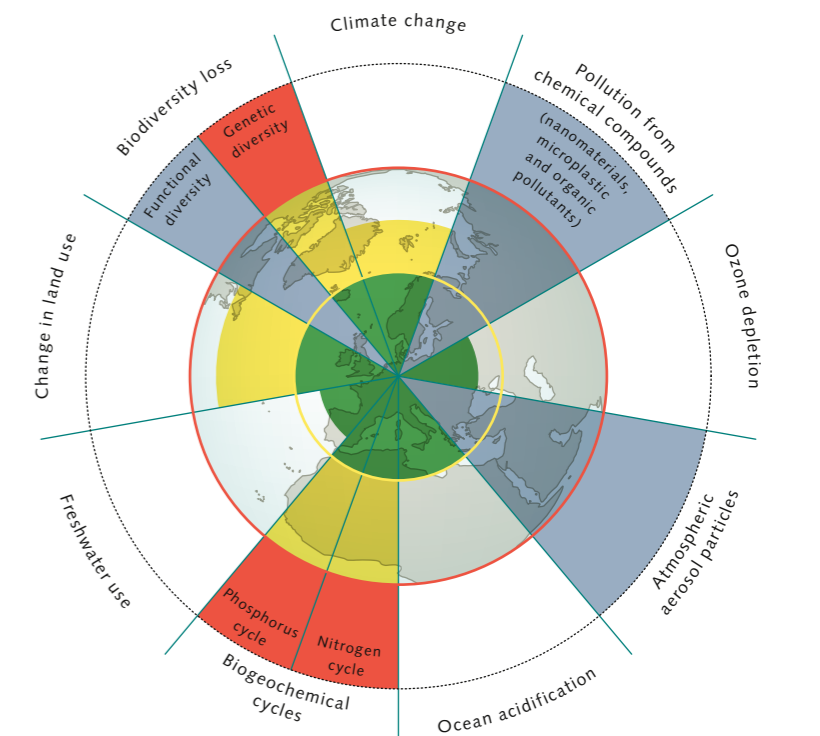 Climate change
Pollution from
chemical compounds
(nanomaterials,
microplastic
and organic
pollutants)
Ozone depletion
Atmospheric
aerosol particles
Ocean acidification
Nitrogen
cycle
Phosphorus
cycle
Biogeochemical
cycles
Freshwater use
Change in land use
Biodiversity loss
Functional
diversity
Genetic
diversity